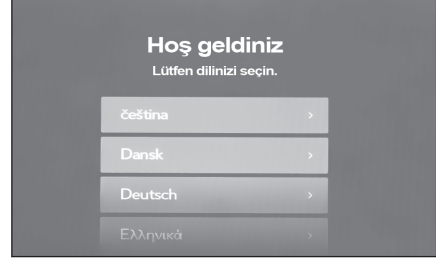 Hoş geldiniz
Lütfen dilinizi seçin.
čeština
Dansk
Deutsch
Ελληνικά